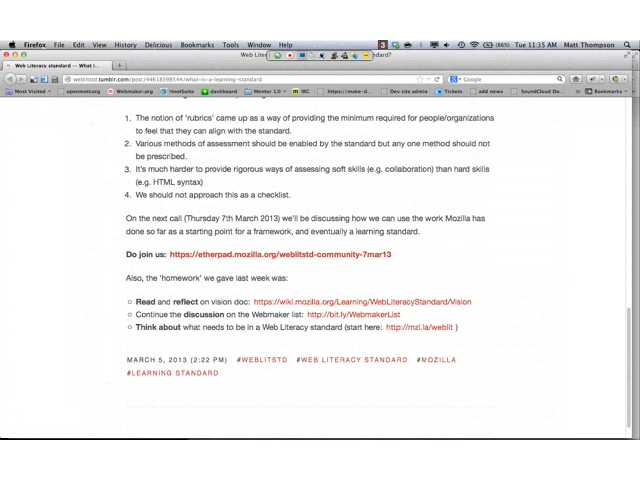 Firefox File Edit View History Delicious Bookmarks Tools Window Help 3 (86%) Tue 11:35 AM Matt Thompson
Web Literacy standard — What i...
weblitstd.tumblr.com/post/44618598544/what-is-a-learning-standard Google
Most Visited openmatt.org Webmaker.org HootSuite dashboard Mentor 1.0 IRC https://make-d... Dev site admin Tickets add news SoundCloud Do... Bookmarks
1. The notion of 'rubrics' came up as a way of providing the minimum required for people/organizations
to feel that they can align with the standard.
2. Various methods of assessment should be enabled by the standard but any one method should not
be prescribed.
3. It's much harder to provide rigorous ways of assessing soft skills (e.g. collaboration) than hard skills
(e.g. HTML syntax)
4. We should not approach this as a checklist.
On the next call (Thursday 7th March 2013) we'll be discussing how we can use the work Mozilla has
done so far as a starting point for a framework, and eventually a learning standard.
Do join us: https://etherpad.mozilla.org/weblitstd-community-7mar13
Also, the 'homework' we gave last week was:
Read and reflect on vision doc: https://wiki.mozilla.org/Learning/WebLiteracyStandard/Vision
Continue the discussion on the Webmaker list: http://bit.ly/WebmakerList
Think about what needs to be in a Web Literacy standard (start here: http://mzl.la/weblit )
MARCH 5, 2013 (2:22 PM) #WEBLITSTD #WEB LITERACY STANDARD #MOZILLA
#LEARNING STANDARD